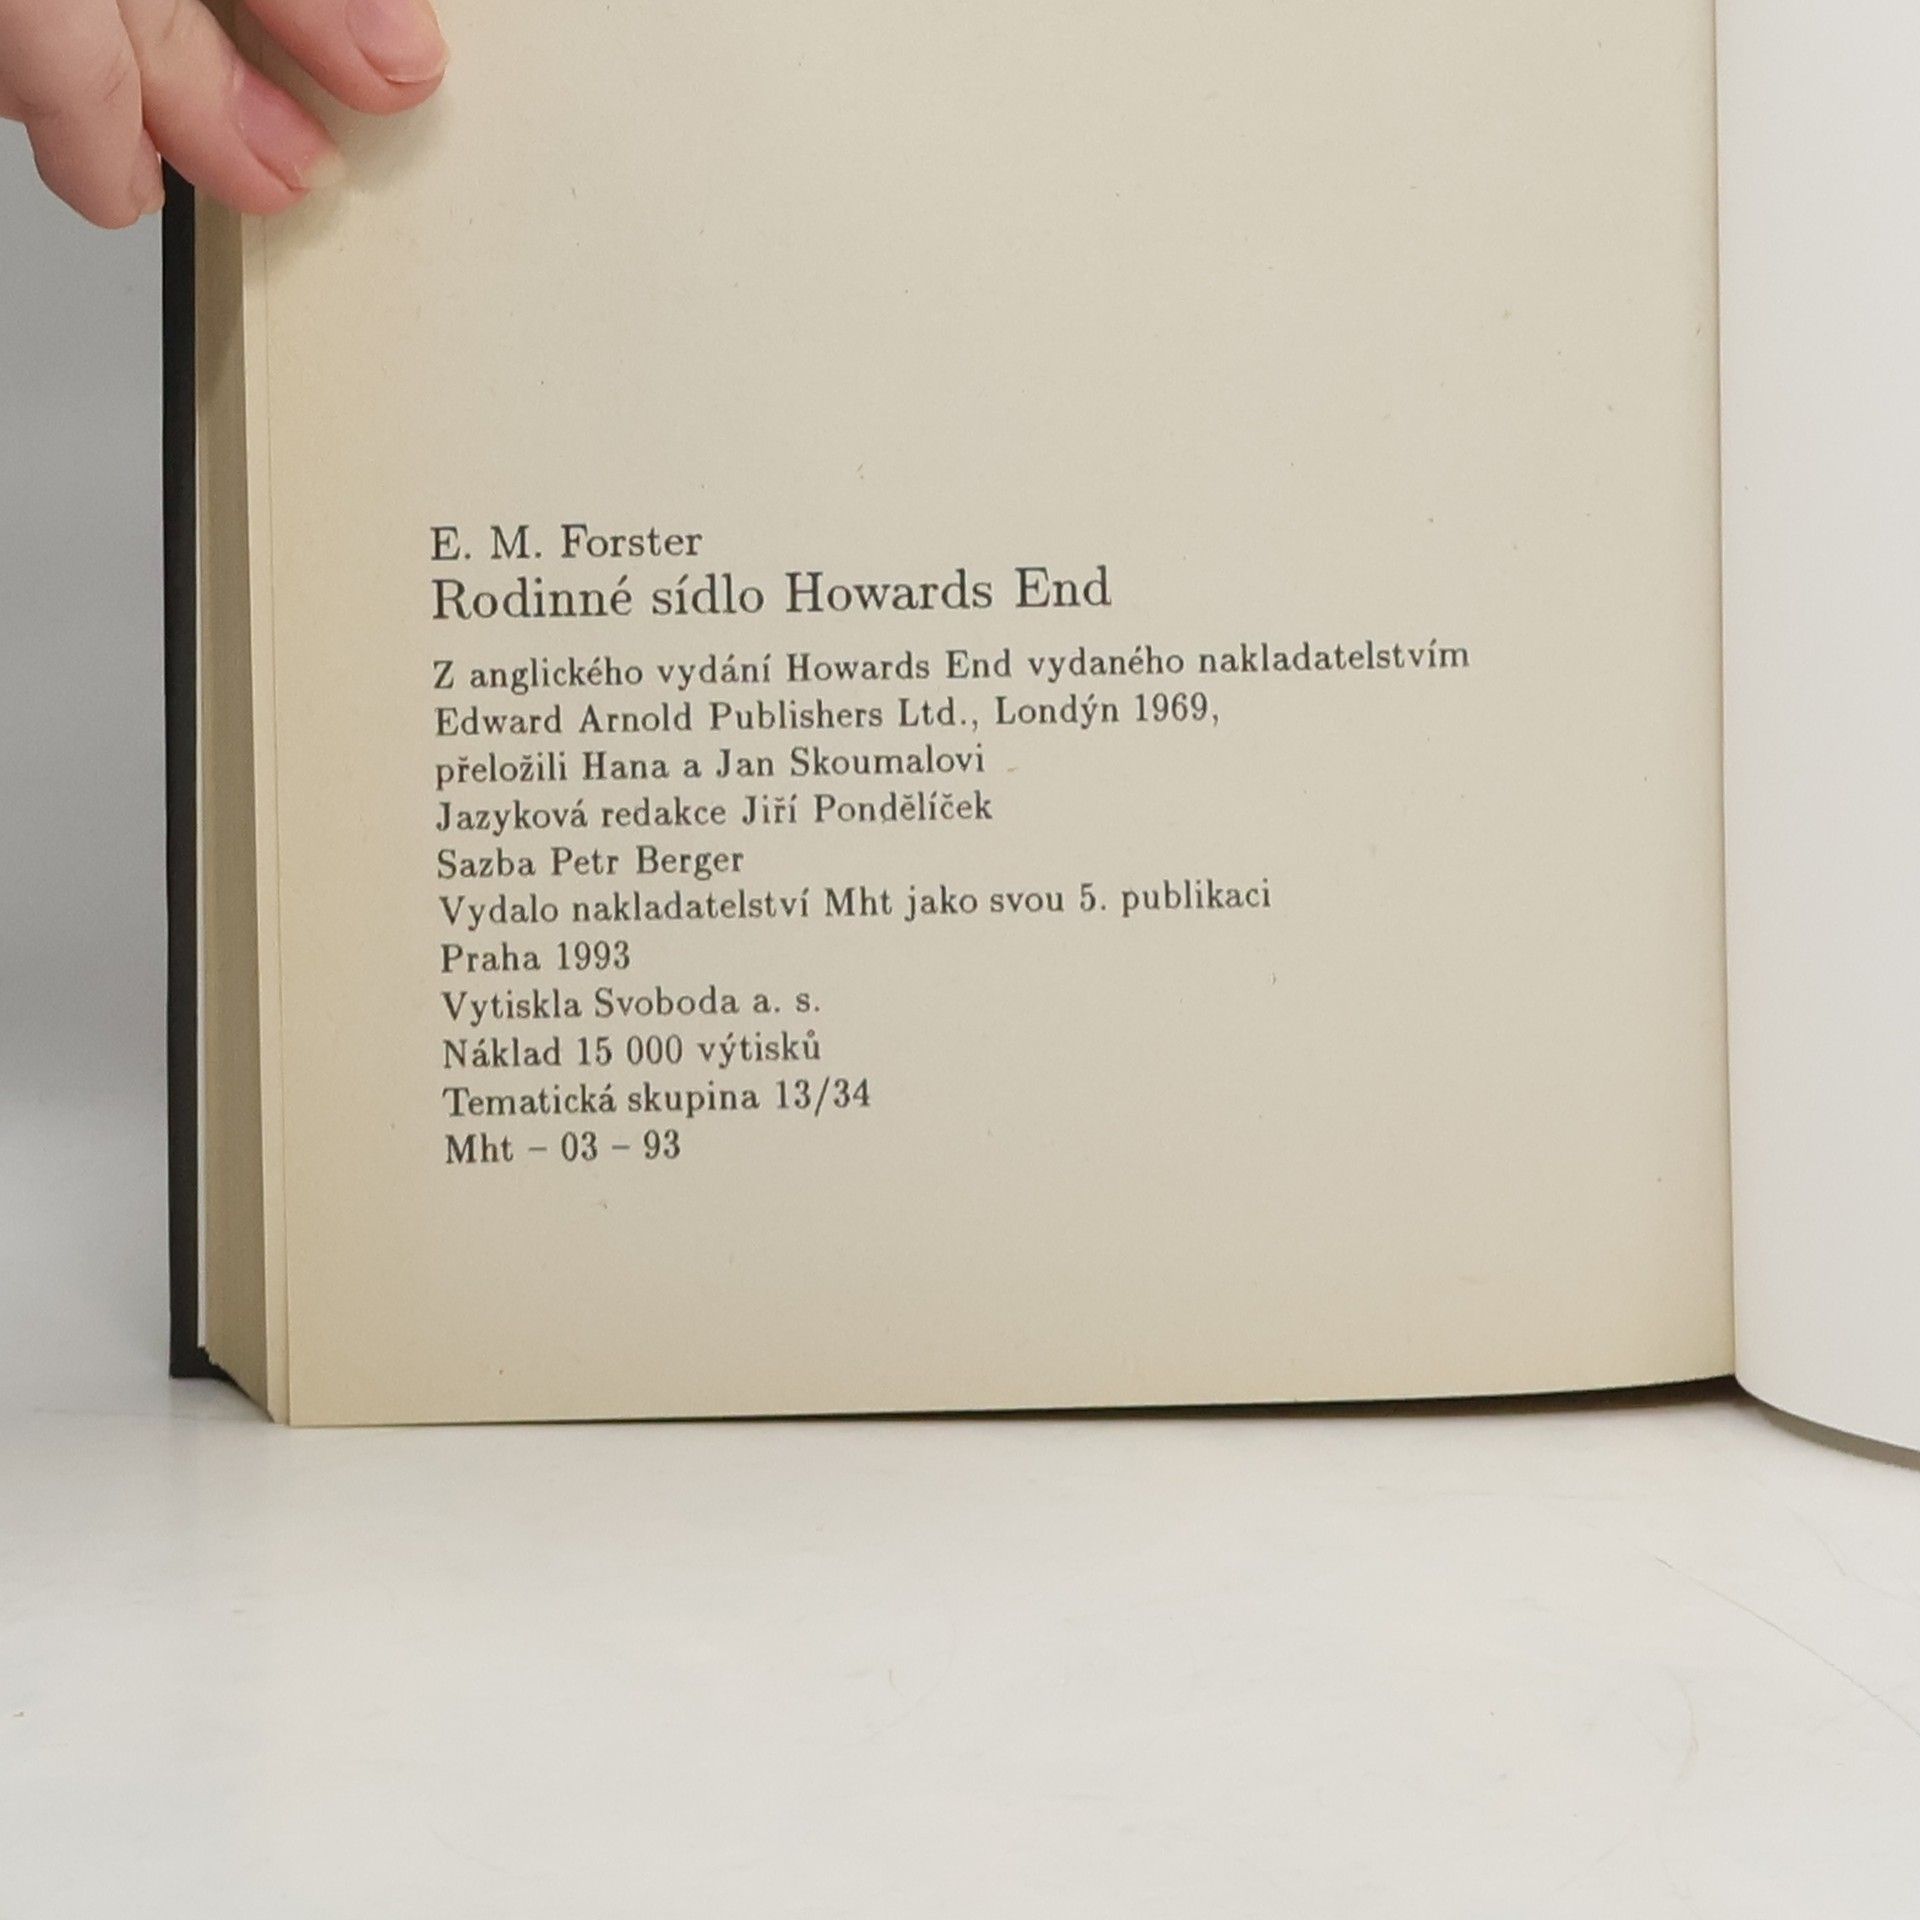 E. M. Forster
Rodinné sídlo Howards End
Z anglického vydání Howards End vydaného nakladatelstvím
Edward Arnold Publishers Ltd., Londýn 1969,
přeložili Hana a Jan Skoumalovi
Jazyková redakce Jiří Pondělíček
Sazba Petr Berger
Vydalo nakladatelství Mht jako svou 5. publikaci
Praha 1993
Vytiskla Svoboda a. s.
Náklad 15 000 výtisků
Tematická skupina 13/34
Mht – 03 – 93